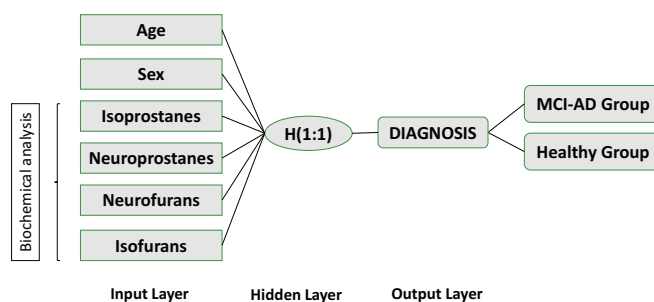 Age
Sex
Isoprostanes
Neuroprostanes
Neurofurans
Isofurans
Biochemical analysis
H(1:1)
DIAGNOSIS
MCI-AD Group
Healthy Group
Input Layer
Hidden Layer
Output Layer